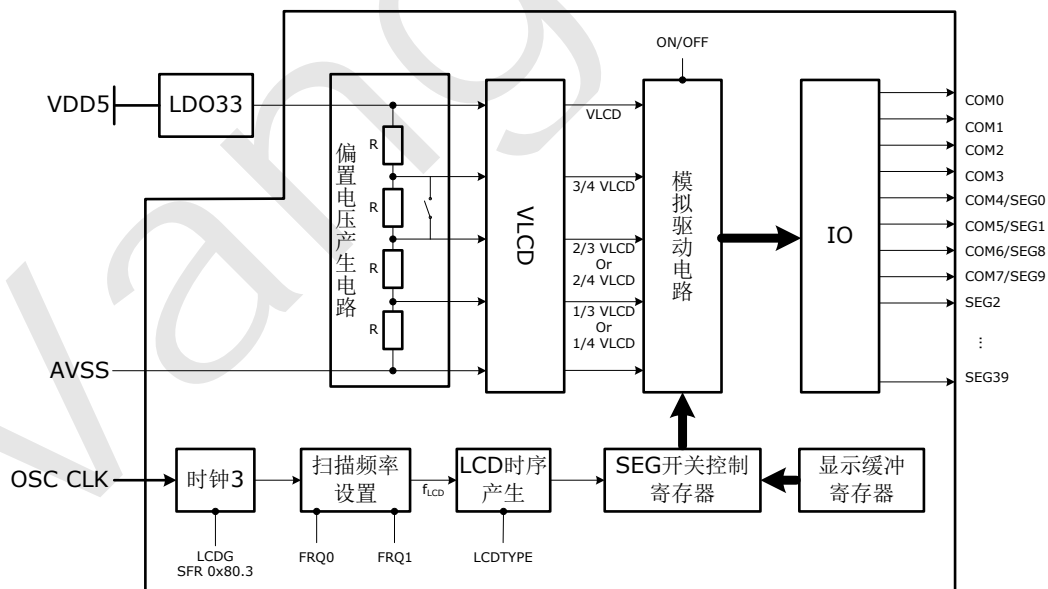 ON/OFF
VDD5
LDO33
偏置电压产生电路
R
R
R
R
VLCD
VLCD
3/4 VLCD
2/3 VLCD
Or
2/4 VLCD
1/3 VLCD
Or
1/4 VLCD
模拟驱动电路
IO
COM0
COM1
COM2
COM3
COM4/SEG0
COM5/SEG1
COM6/SEG8
COM7/SEG9
SEG2
...
SEG39
AVSS
OSC CLK
时钟3
扫描频率
设置
fLCD
LCD时序
产生
SEG开关控制
寄存器
显示缓冲
寄存器
LCDG
SFR 0x80.3
FRQ0
FRQ1
LCDTYPE
Vang